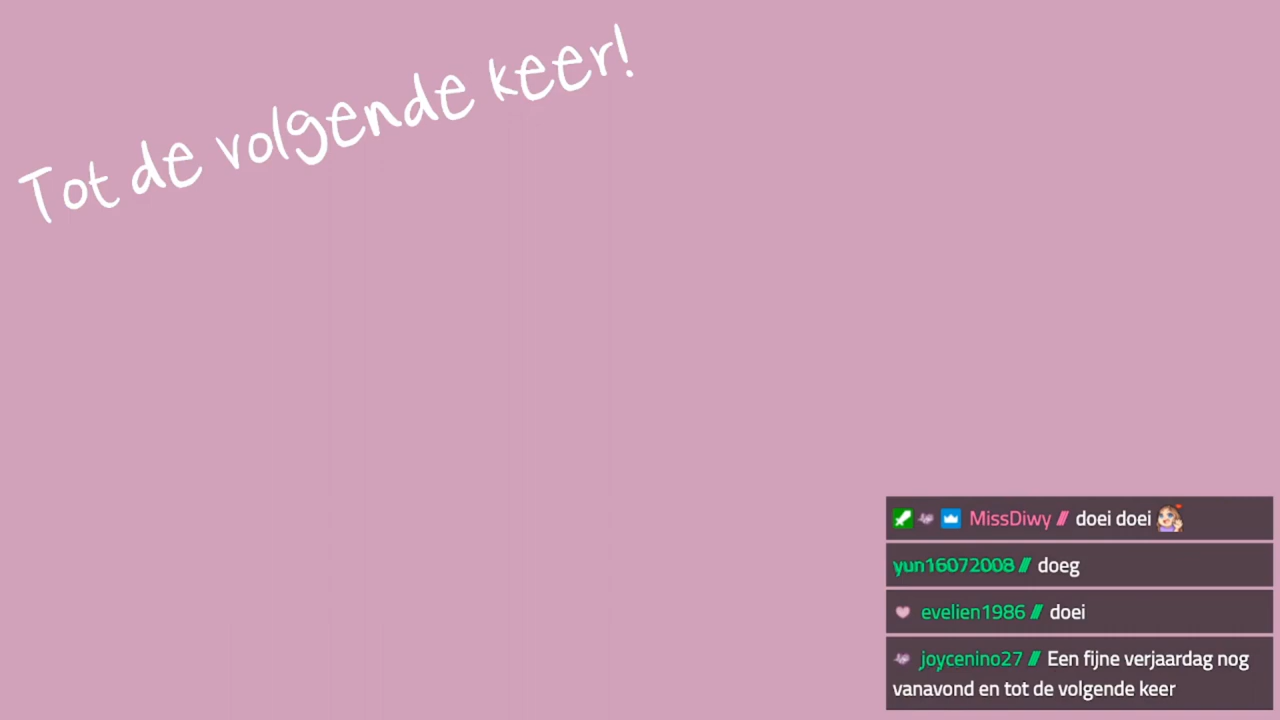 Tot de volgende keer!
MissDiwy /// doei doei
yun16072008 /// doeg
evelien1986 /// doei
joycenino27 /// Een fijne verjaardag nog
vanavond en tot de volgende keer